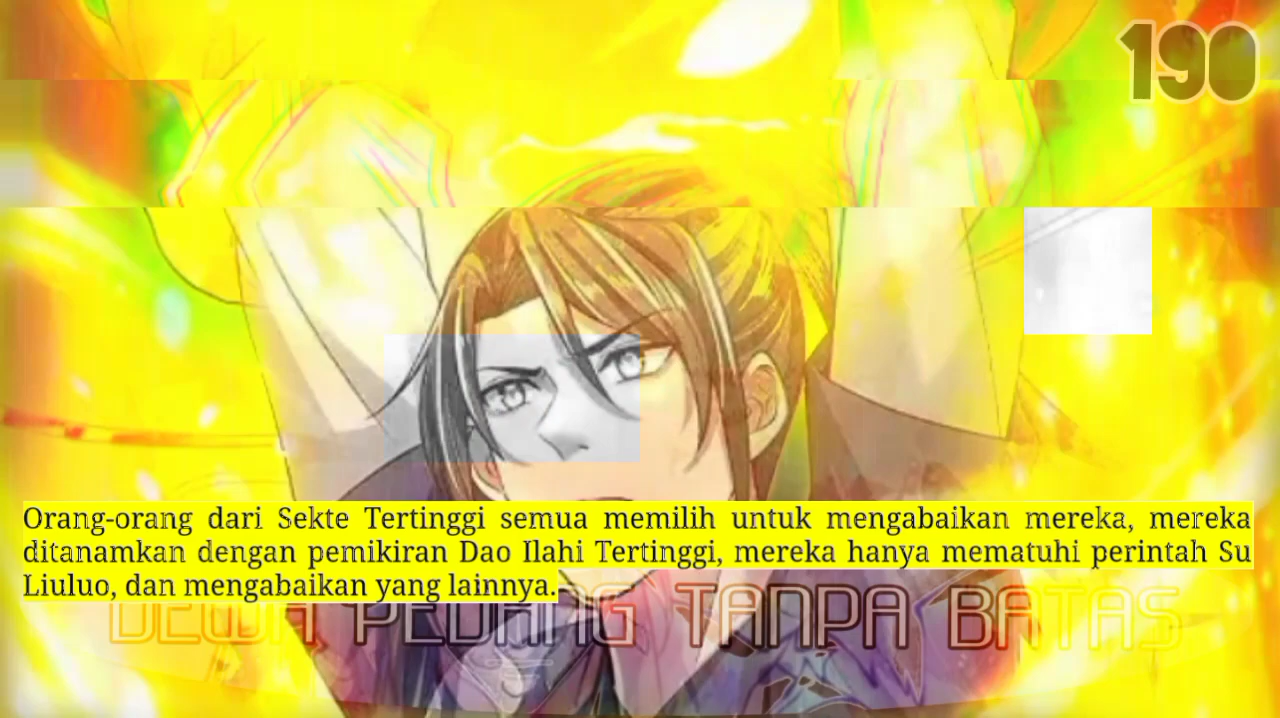 190
Orang-orang dari Sekte Tertinggi semua memilih untuk mengabaikan mereka, mereka
ditanamkan dengan pemikiran Dao Ilahi Tertinggi, mereka hanya mematuhi perintah Su
Liuluo, dan mengabaikan yang lainnya.
DEWA PEDANG TANPA BATAS